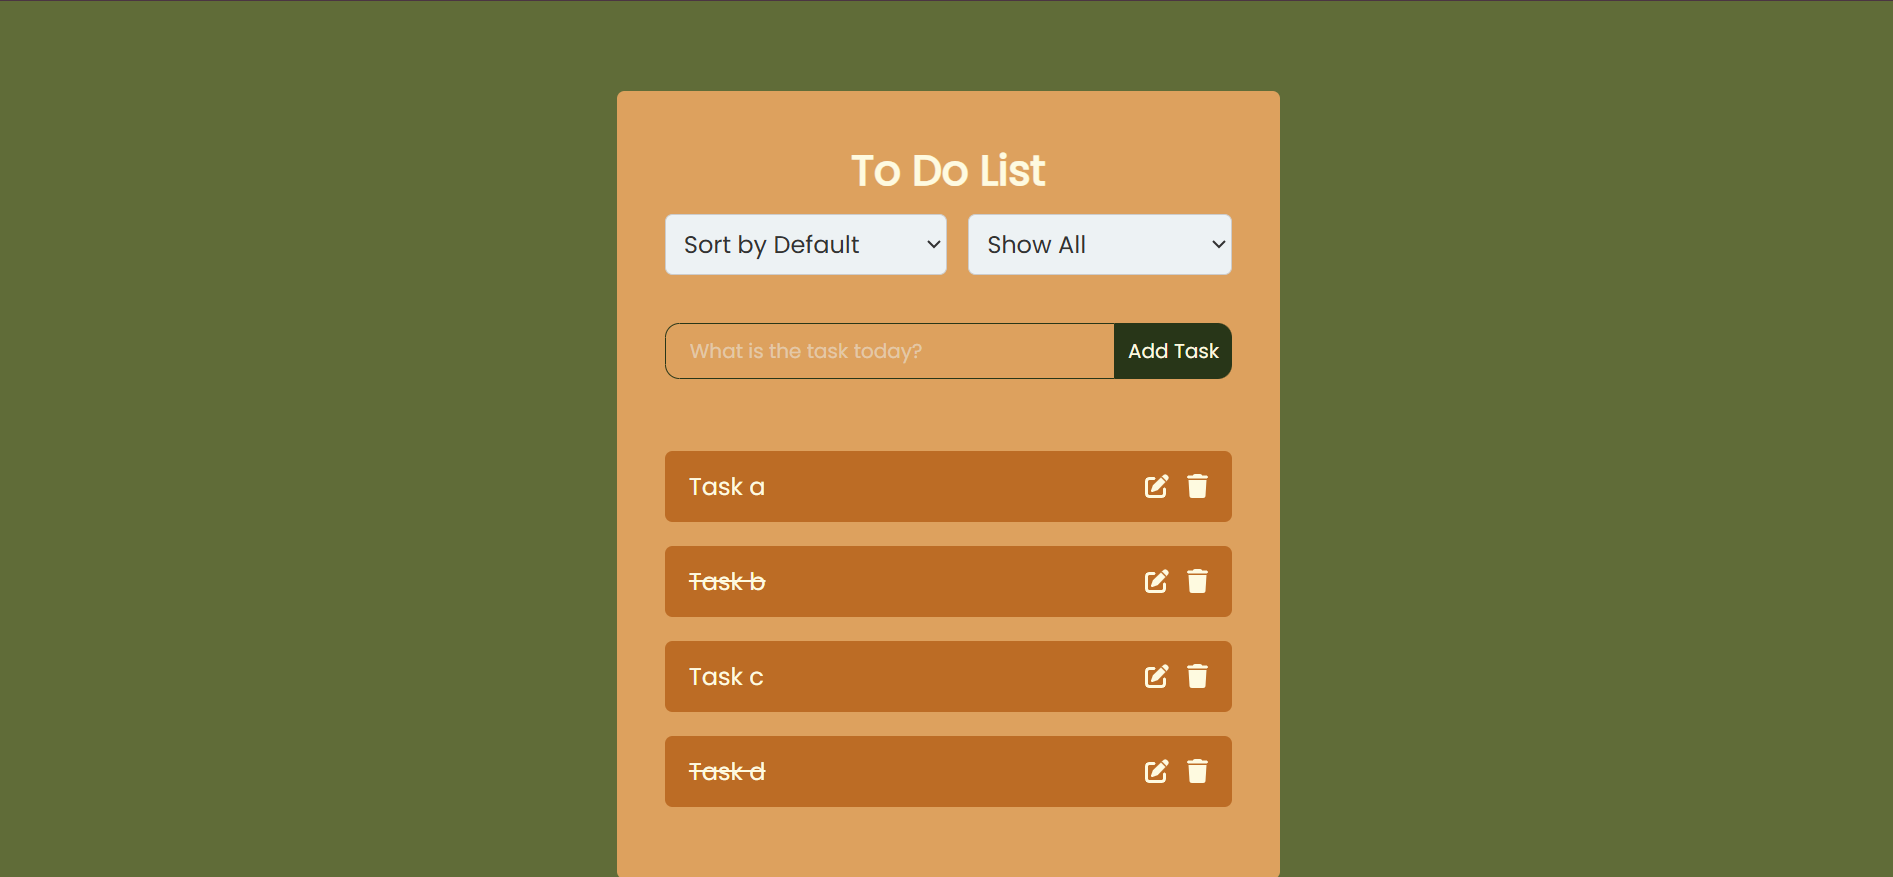 To Do List
Sort by Default
Show All
What is the task today?
Add Task
Task a
Task b
Task c
Task d